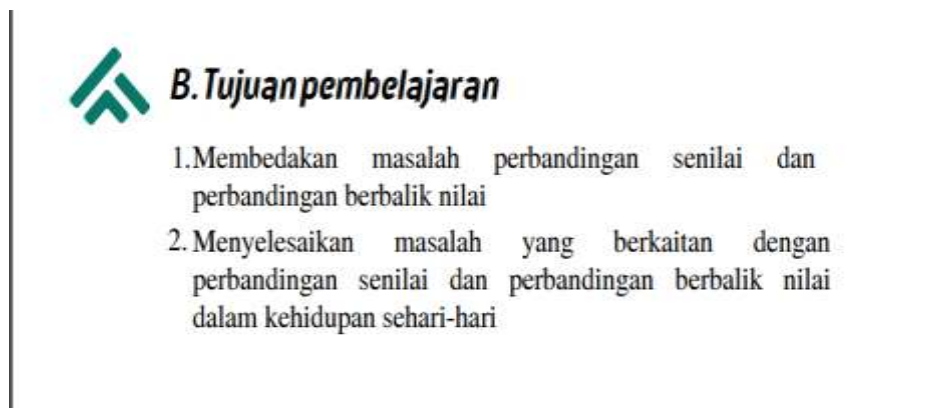 B. Tujuan pembelajaran
1.Membedakan masalah perbandingan senilai dan
perbandingan berbalik nilai
2. Menyelesaikan masalah yang berkaitan dengan
perbandingan senilai dan perbandingan berbalik nilai
dalam kehidupan sehari-hari